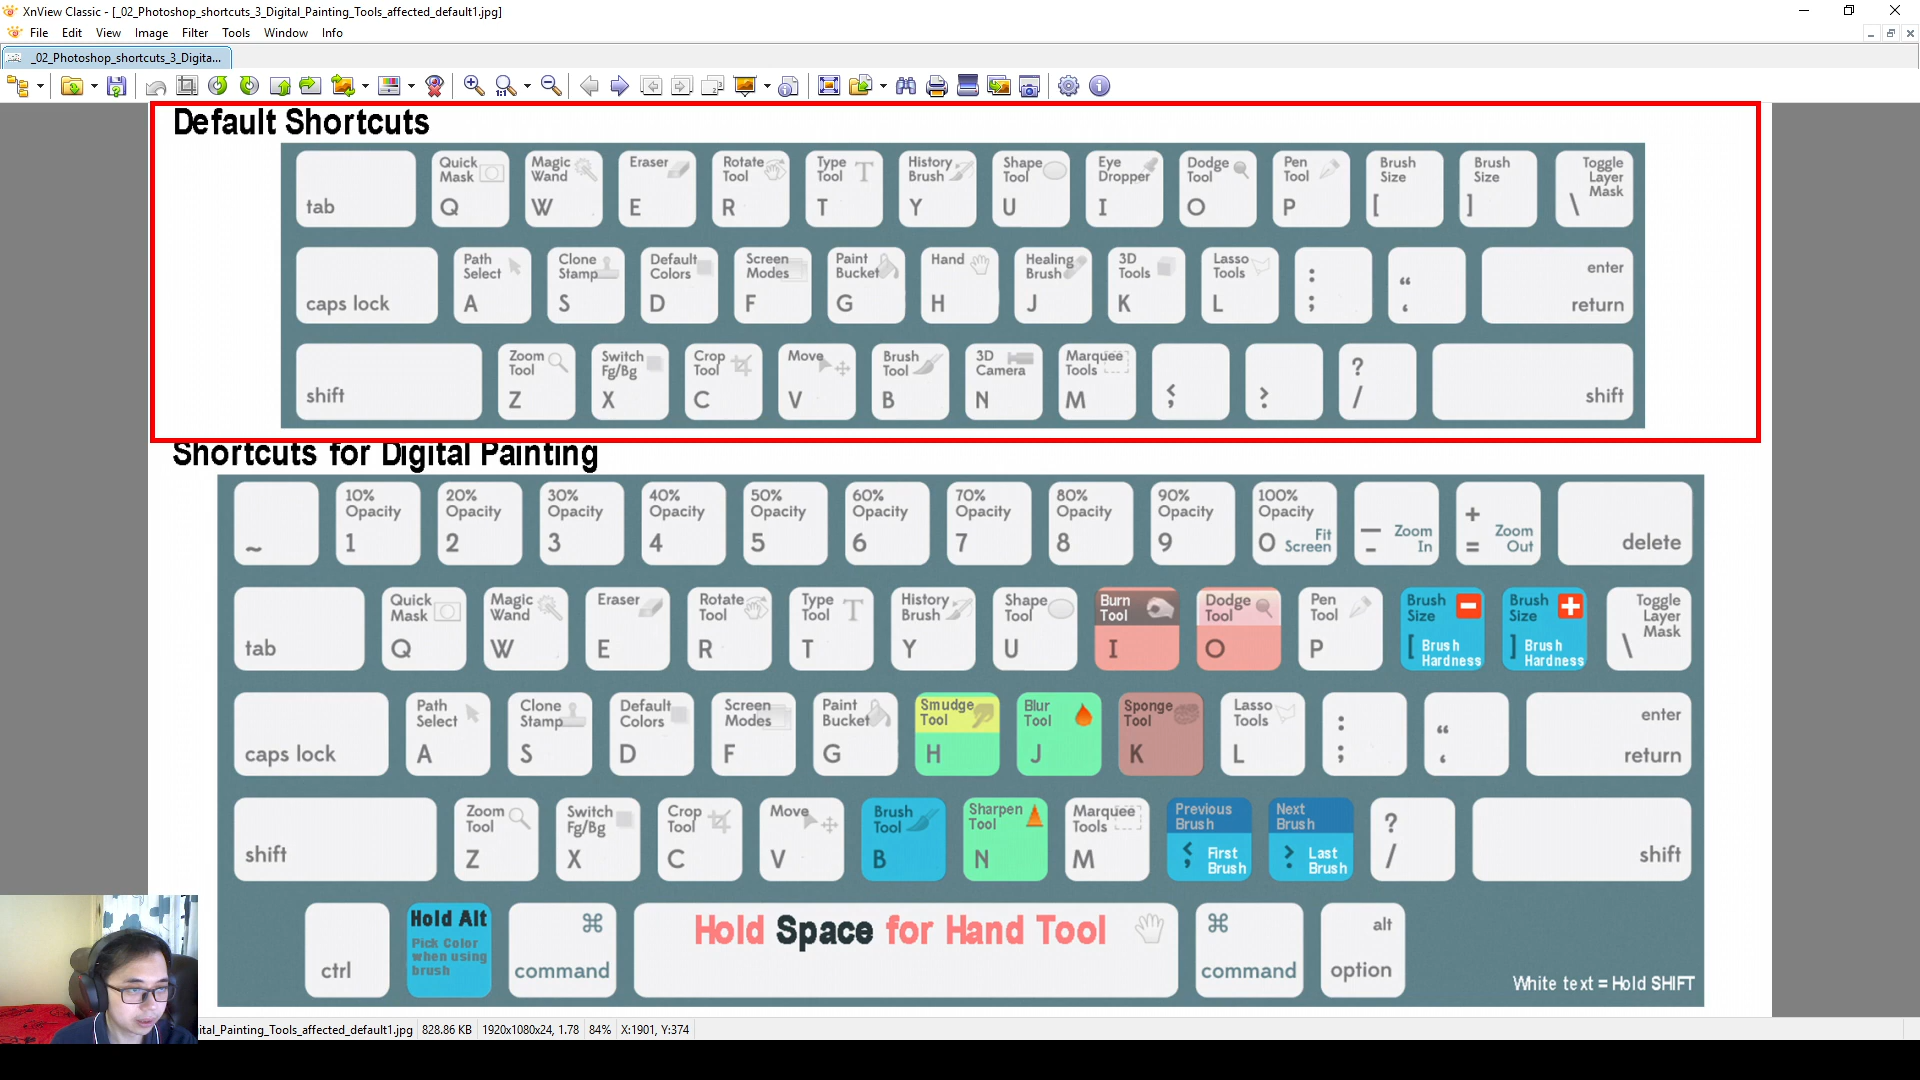 XnView Classic - [_02_Photoshop_shortcuts_3_Digital_Painting_Tools_affected_default1.jpg]
File Edit View Image Filter Tools Window Info
_02_Photoshop_shortcuts_3_Digita...
Default Shortcuts
tab Quick Mask Q Magic Wand W Eraser E Rotate Tool R Type Tool T History Brush Y Shape Tool U Eye Dropper I Dodge Tool O Pen Tool P Brush Size [ Brush Size ] Toggle Layer Mask \
caps lock Path Select A Clone Stamp S Default Colors D Screen Modes F Paint Bucket G Hand H Healing Brush J 3D Tools K Lasso Tools L : ; “ ‘ enter return
shift Zoom Tool Z Switch Fg/Bg X Crop Tool C Move V Brush Tool B 3D Camera N Marquee Tools M < , > . ? / shift
Shortcuts for Digital Painting
~ 10% Opacity 1 20% Opacity 2 30% Opacity 3 40% Opacity 4 50% Opacity 5 60% Opacity 6 70% Opacity 7 80% Opacity 8 90% Opacity 9 100% Opacity O Fit Screen — - Zoom In + = Zoom Out delete
tab Quick Mask Q Magic Wand W Eraser E Rotate Tool R Type Tool T History Brush Y Shape Tool U Burn Tool I Dodge Tool O Pen Tool P Brush Size - [ Brush Hardness Brush Size + ] Brush Hardness Toggle Layer Mask \
caps lock Path Select A Clone Stamp S Default Colors D Screen Modes F Paint Bucket G Smudge Tool H Blur Tool J Sponge Tool K Lasso Tools L : ; “ ‘ enter return
shift Zoom Tool Z Switch Fg/Bg X Crop Tool C Move V Brush Tool B Sharpen Tool N Marquee Tools M Previous Brush < , First Brush Next Brush > . Last Brush ? / shift
ctrl Hold Alt Pick Color when using brush ⌘ command Hold Space for Hand Tool ⌘ command alt option
White text = Hold SHIFT
ital_Painting_Tools_affected_default1.jpg 828.86 KB 1920x1080x24, 1.78 84% X:1901, Y:374